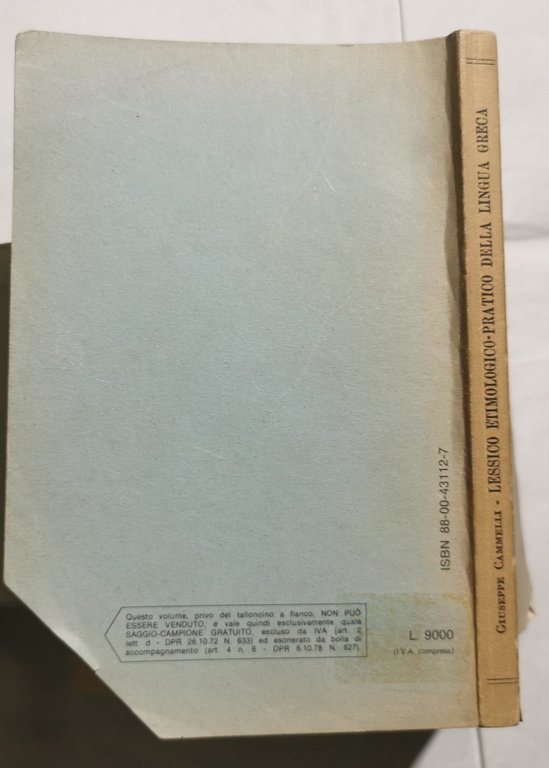 GIUSEPPE CAMMELLI - LESSICO ETIMOLOGICO-PRATICO DELLA LINGUA GRECA
ISBN 88-00-43112-7
Questo volume, privo del talloncino a fianco, NON PUÒ
ESSERE VENDUTO; e vale quindi esclusivamente quale
SAGGIO-CAMPIONE GRATUITO, escluso da IVA (art. 2
lett. d - DPR 26.10.72 N. 633) ed esonerato da bolla di
accompagnamento (art. 4 n. 6 - DPR 6.10.78 N. 627).
L. 9000
(I.V.A. compresa)